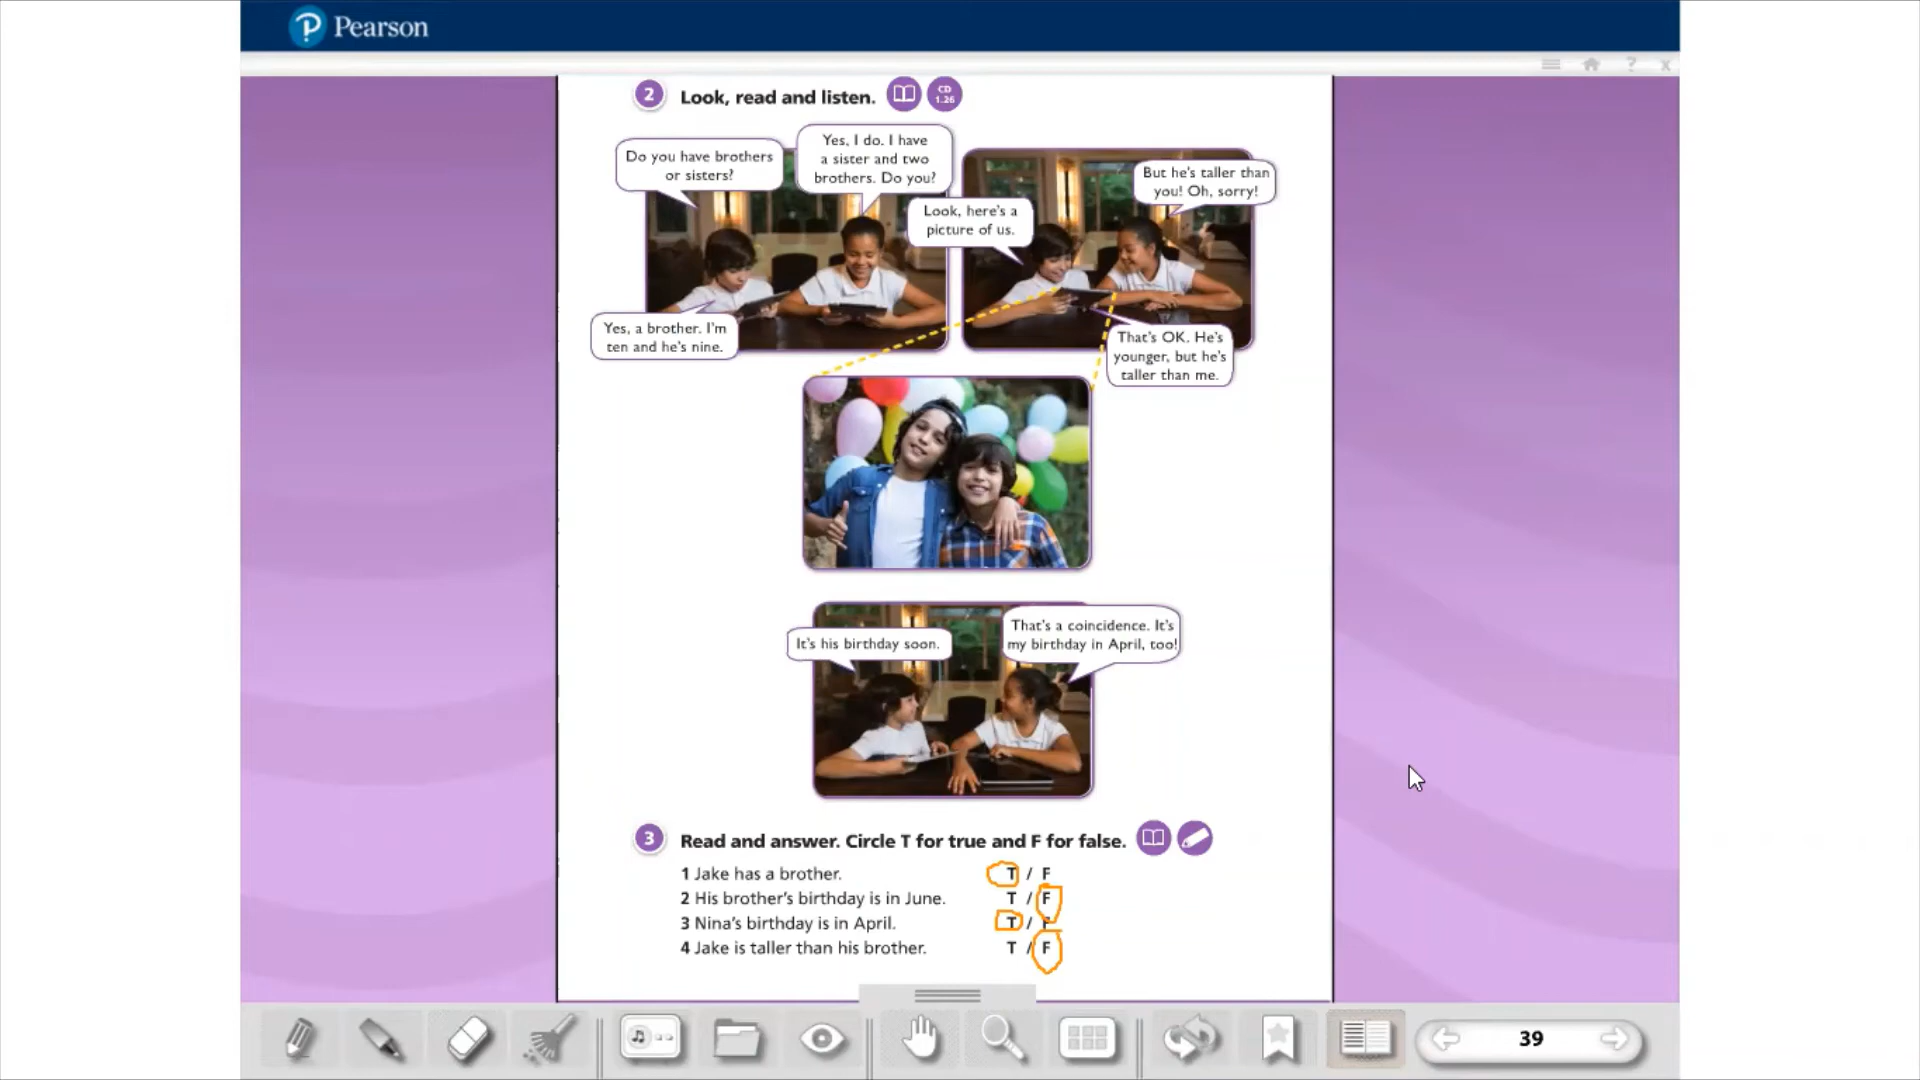 Pearson
? x
2 Look, read and listen. CD 1.26
Do you have brothers
or sisters?
Yes, I do. I have
a sister and two
brothers. Do you?
Yes, a brother. I'm
ten and he's nine.
Look, here's a
picture of us.
But he's taller than
you! Oh, sorry!
That's OK. He's
younger, but he's
taller than me.
It's his birthday soon.
That's a coincidence. It's
my birthday in April, too!
3 Read and answer. Circle T for true and F for false.
1 Jake has a brother. T / F
2 His brother's birthday is in June. T / F
3 Nina's birthday is in April. T / F
4 Jake is taller than his brother. T / F
39